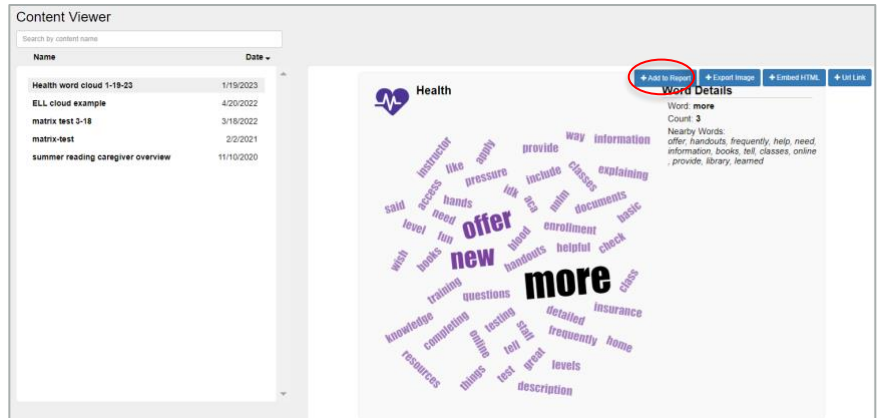 Content Viewer
Search by content name
Name Date
Health word cloud 1-19-23 1/19/2023
ELL cloud example 4/20/2022
matrix test 3-18 3/18/2022
matrix-test 2/2/2021
summer reading caregiver overview 11/10/2020
+ Add to Report + Export Image + Embed HTML + Url Link
Health
Word Details
Word: more
Count: 3
Nearby Words:
offer, handouts, frequently, help, need,
information, books, tell, classes, online
, provide, library, learned
way
information
instructor
apply
provide
like
pressure
include
classes
explaining
access
idk
aca
nnlm
documents
said
hands
need
basic
level
fun
offer
blood
enrollment
wish
books
new
handouts
helpful
check
more
class
training
questions
knowledge
completing
testing
detailed
insurance
online
staff
tell
frequently
home
resources
things
test
great
levels
description